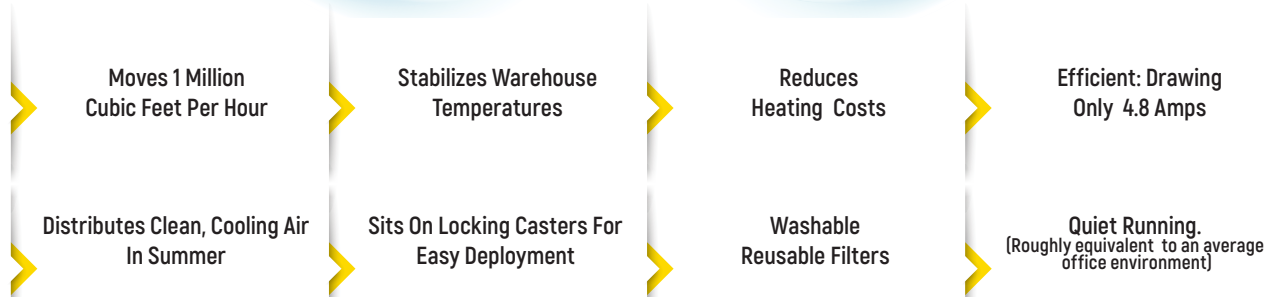 Moves 1 Million
Cubic Feet Per Hour
Stabilizes Warehouse
Temperatures
Reduces
Heating Costs
Efficient: Drawing
Only 4.8 Amps
Distributes Clean, Cooling Air
In Summer
Sits On Locking Casters For
Easy Deployment
Washable
Reusable Filters
Quiet Running.
(Roughly equivalent to an average
office environment)